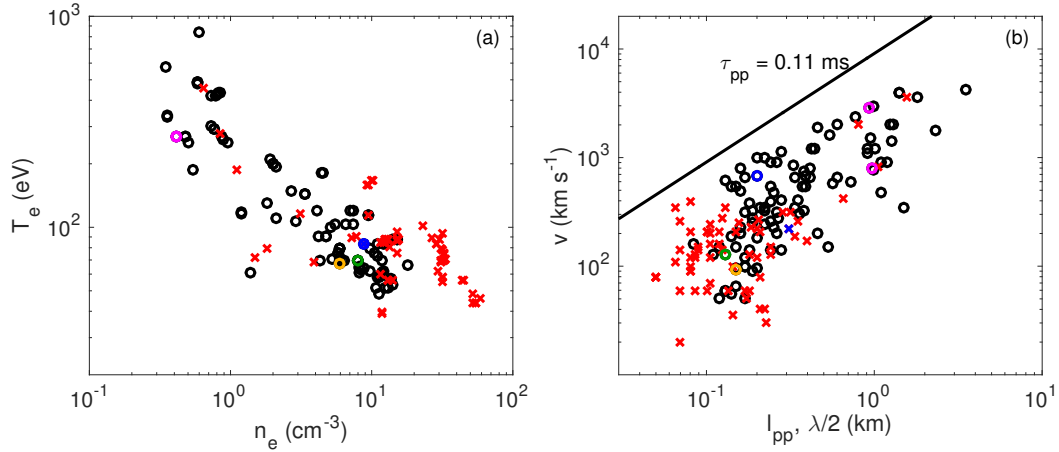 (a)
10^3
10^2
T_e (eV)
10^-1
10^0
10^1
10^2
n_e (cm^-3)
(b)
τ_pp = 0.11 ms
10^4
10^3
10^2
v (km s^-1)
10^-1
10^0
10^1
l_pp, λ/2 (km)